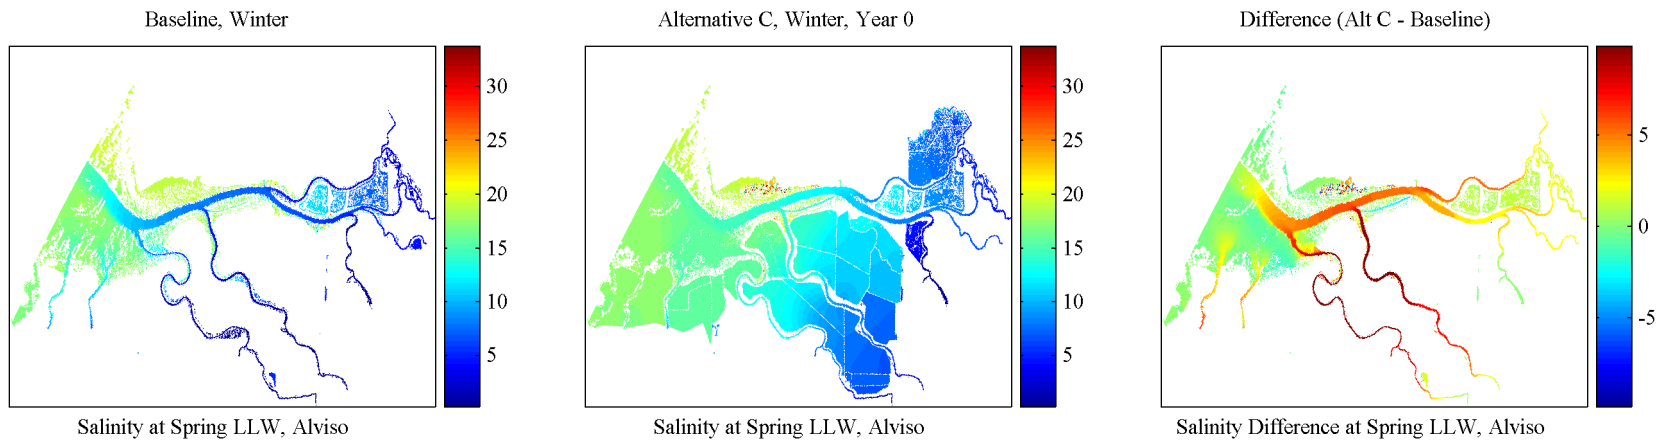 Baseline, Winter
30
25
20
15
10
5
Salinity at Spring LLW, Alviso
Alternative C, Winter, Year 0
30
25
20
15
10
5
Salinity at Spring LLW, Alviso
Difference (Alt C - Baseline)
5
0
-5
Salinity Difference at Spring LLW, Alviso